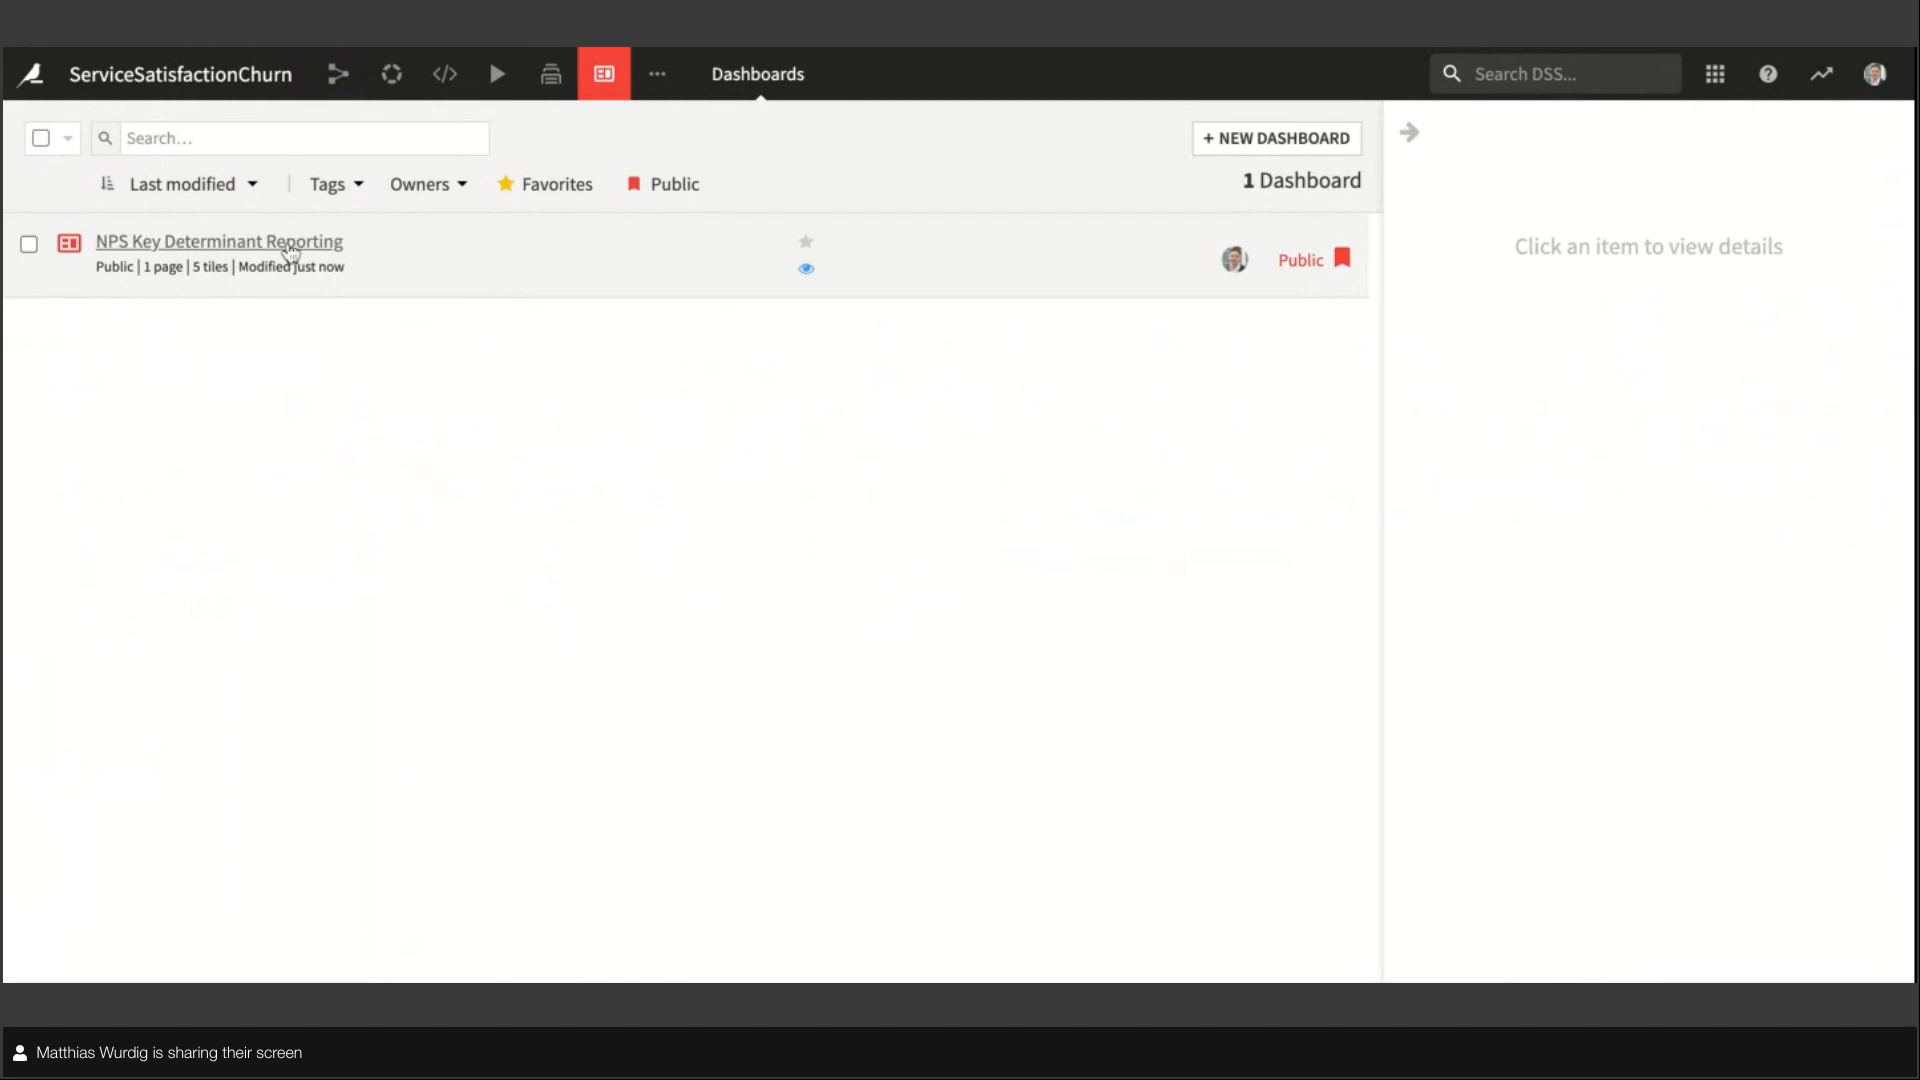 ServiceSatisfactionChurn
Dashboards
Search DSS...
Search...
+ NEW DASHBOARD
Last modified
Tags
Owners
Favorites
Public
1 Dashboard
NPS Key Determinant Reporting
Public | 1 page | 5 tiles | Modified just now
Public
Click an item to view details
Matthias Wurdig is sharing their screen